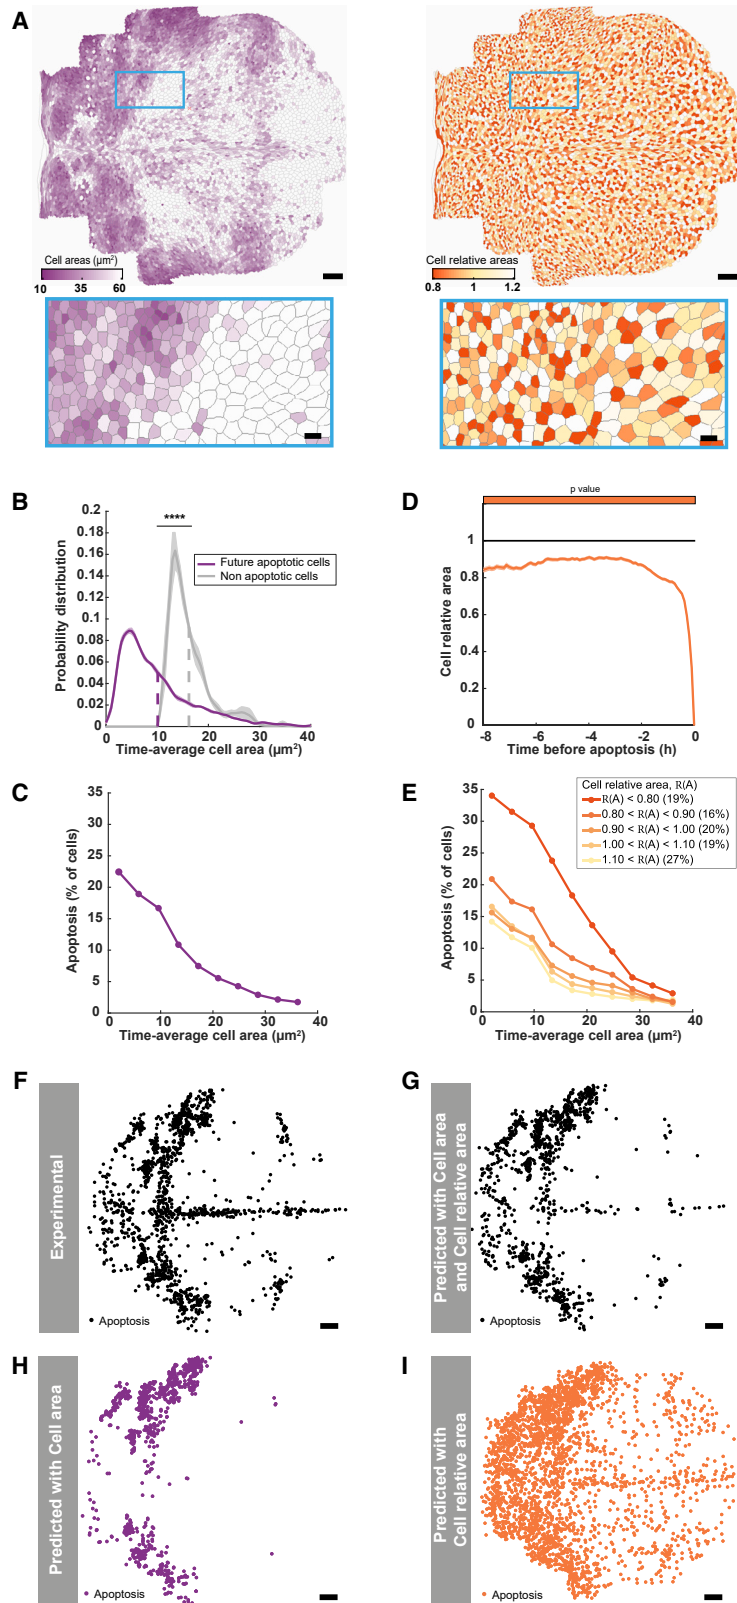 A
Cell areas (µm²)
10 35 60
Cell relative areas
0.8 1 1.2
B
Probability distribution
0.2
0.18
0.16
0.14
0.12
0.1
0.08
0.06
0.04
0.02
0
****
Future apoptotic cells
Non apoptotic cells
0 10 20 30 40
Time-average cell area (µm²)
D
p value
Cell relative area
1
0.8
0.6
0.4
0.2
0
-8 -6 -4 -2 0
Time before apoptosis (h)
C
Apoptosis (% of cells)
35
30
25
20
15
10
5
0
0 10 20 30 40
Time-average cell area (µm²)
E
Apoptosis (% of cells)
35
30
25
20
15
10
5
0
Cell relative area, R(A)
R(A) < 0.80 (19%)
0.80 < R(A) < 0.90 (16%)
0.90 < R(A) < 1.00 (20%)
1.00 < R(A) < 1.10 (19%)
1.10 < R(A) (27%)
0 10 20 30 40
Time-average cell area (µm²)
F
Experimental
Apoptosis
G
Predicted with Cell area
and Cell relative area
Apoptosis
H
Predicted with Cell area
Apoptosis
I
Predicted with
Cell relative area
Apoptosis